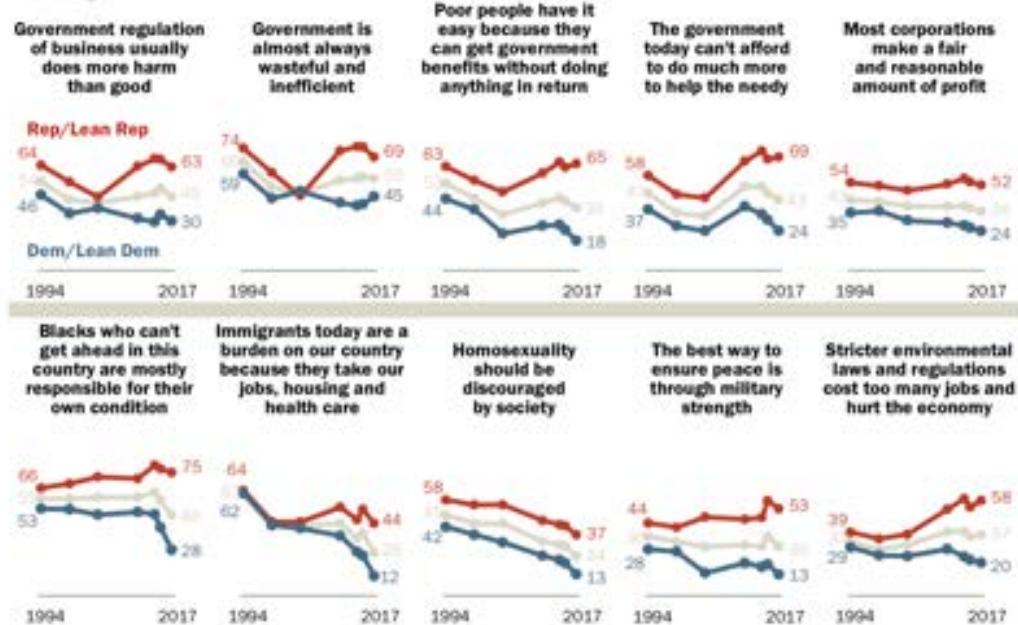 Government regulation
of business usually
does more harm
than good
Government is
almost always
wasteful and
inefficient
Poor people have it
easy because they
can get government
benefits without doing
anything in return
The government
today can't afford
to do much more
to help the needy
Most corporations
make a fair
and reasonable
amount of profit
Rep/Lean Rep
64
63
46
30
Dem/Lean Dem
1994
2017
74
69
59
45
1994
2017
63
65
44
18
1994
2017
58
69
37
24
1994
2017
54
52
35
24
1994
2017
Blacks who can't
get ahead in this
country are mostly
responsible for their
own condition
Immigrants today are a
burden on our country
because they take our
jobs, housing and
health care
Homosexuality
should be
discouraged
by society
The best way to
ensure peace is
through military
strength
Stricter environmental
laws and regulations
cost too many jobs and
hurt the economy
66
75
53
28
1994
2017
64
44
62
12
1994
2017
58
37
42
13
1994
2017
44
53
28
13
1994
2017
39
58
29
20
1994
2017